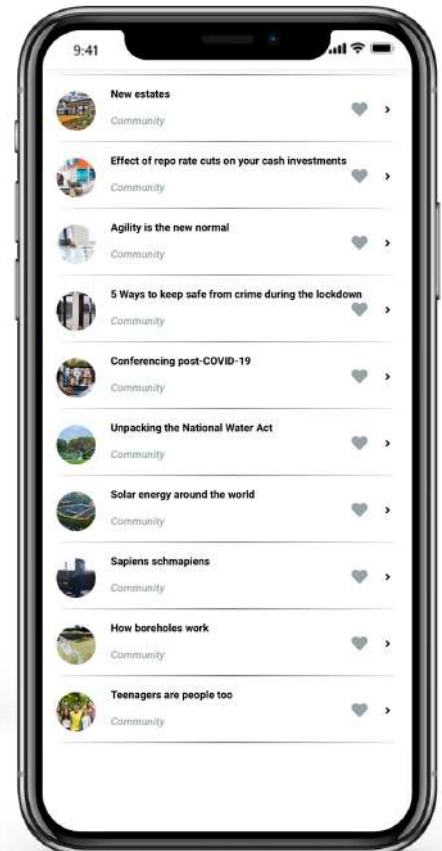 9:41
New estates
Community
Effect of repo rate cuts on your cash investments
Community
Agility is the new normal
Community
5 Ways to keep safe from crime during the lockdown
Community
Conferencing post-COVID-19
Community
Unpacking the National Water Act
Community
Solar energy around the world
Community
Sapiens schmapiens
Community
How boreholes work
Community
Teenagers are people too
Community